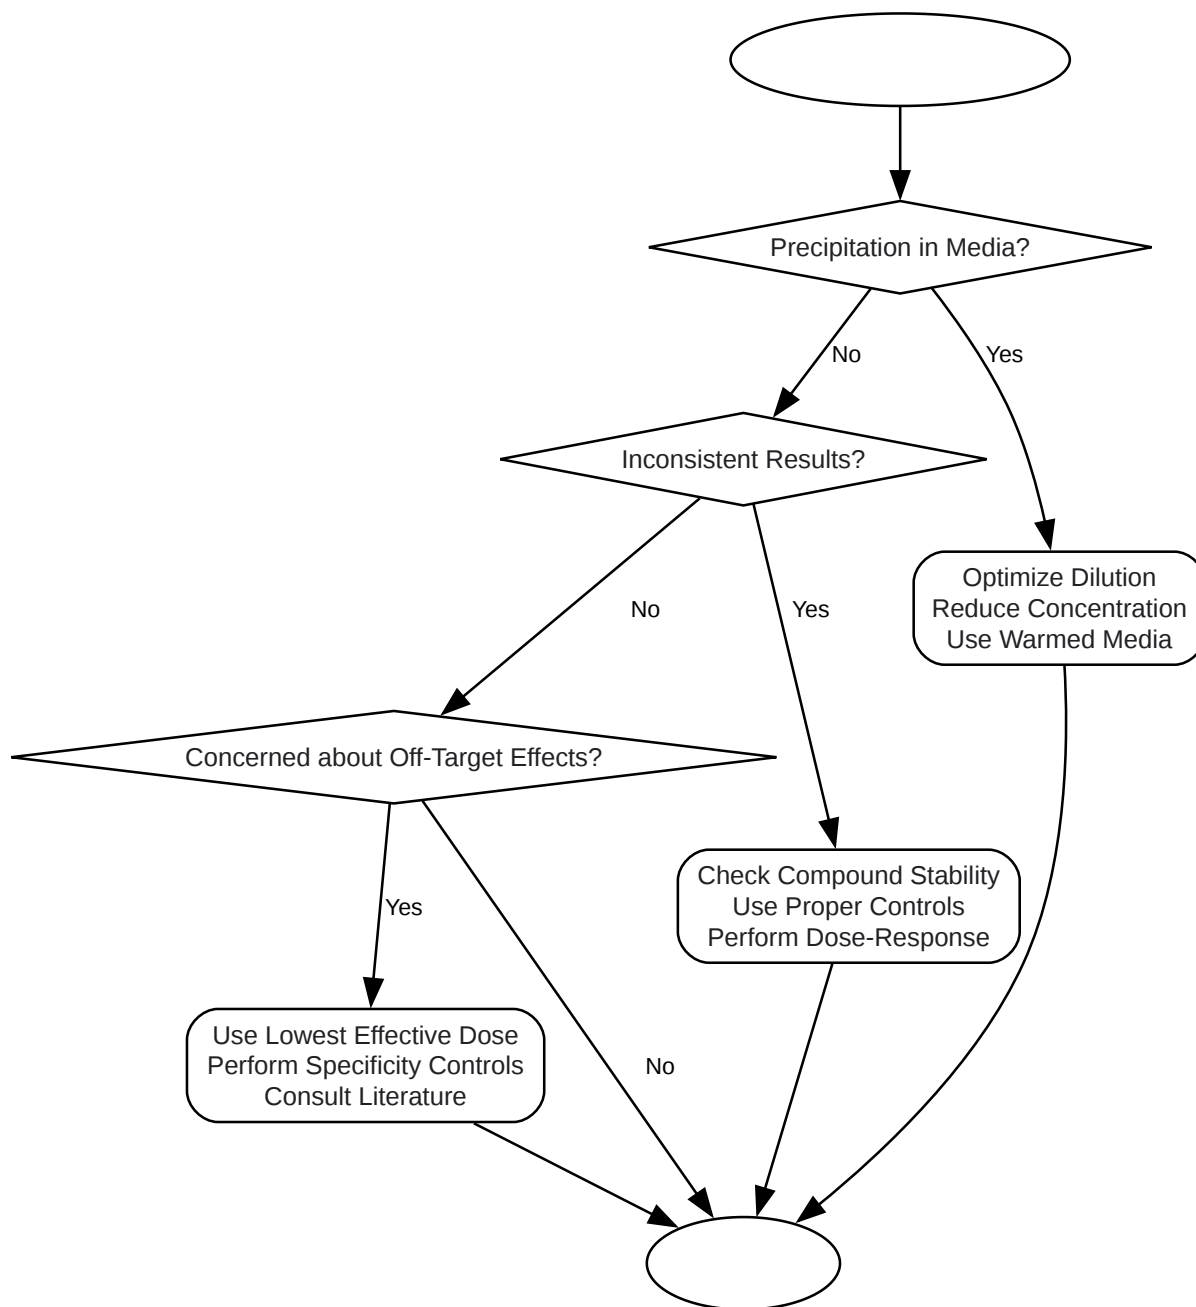 Precipitation in Media?
No
Yes
Inconsistent Results?
Optimize Dilution
Reduce Concentration
Use Warmed Media
No
Yes
Concerned about Off-Target Effects?
Check Compound Stability
Use Proper Controls
Perform Dose-Response
Yes
Use Lowest Effective Dose
Perform Specificity Controls
Consult Literature
No